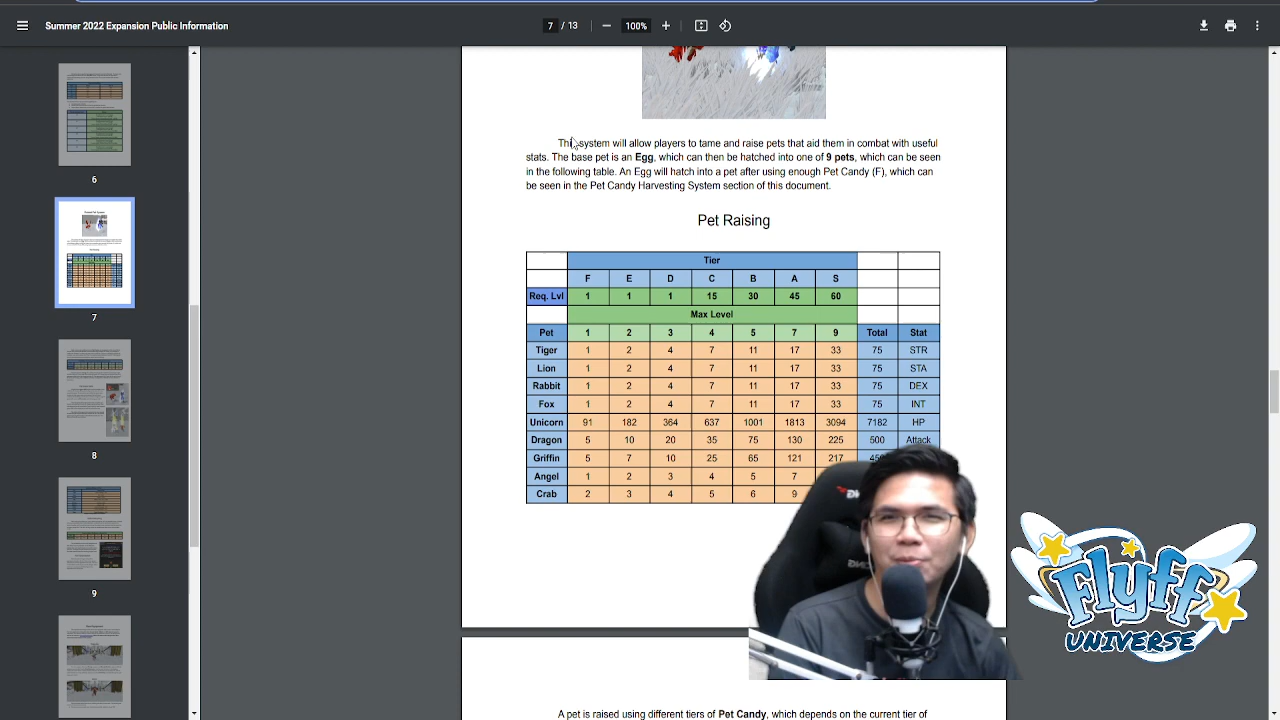 Summer 2022 Expansion Public Information
7 / 13
100%
6
7
8
9
system will allow players to tame and raise pets that aid them in combat with useful
stats. The base pet is an Egg, which can then be hatched into one of 9 pets, which can be seen
in the following table. An Egg will hatch into a pet after using enough Pet Candy (F), which can
be seen in the Pet Candy Harvesting System section of this document.
Pet Raising
Tier
F E D C B A S
Req. Lvl 1 1 1 15 30 45 60
Max Level
Pet 1 2 3 4 5 7 9 Total Stat
Tiger 1 2 4 7 11 17 33 75 STR
Lion 1 2 4 7 11 17 33 75 STA
Rabbit 1 2 4 7 11 17 33 75 DEX
Fox 1 2 4 7 11 17 33 75 INT
Unicorn 91 182 364 637 1001 1813 3094 7182 HP
Dragon 5 10 20 35 75 130 225 500 Attack
Griffin 5 7 10 25 65 121 217
Angel 1 2 3 4 5 7
Crab 2 3 4 5 6 9
Flyff
UNIVERSE
A pet is raised using different tiers of Pet Candy, which depends on the current tier of